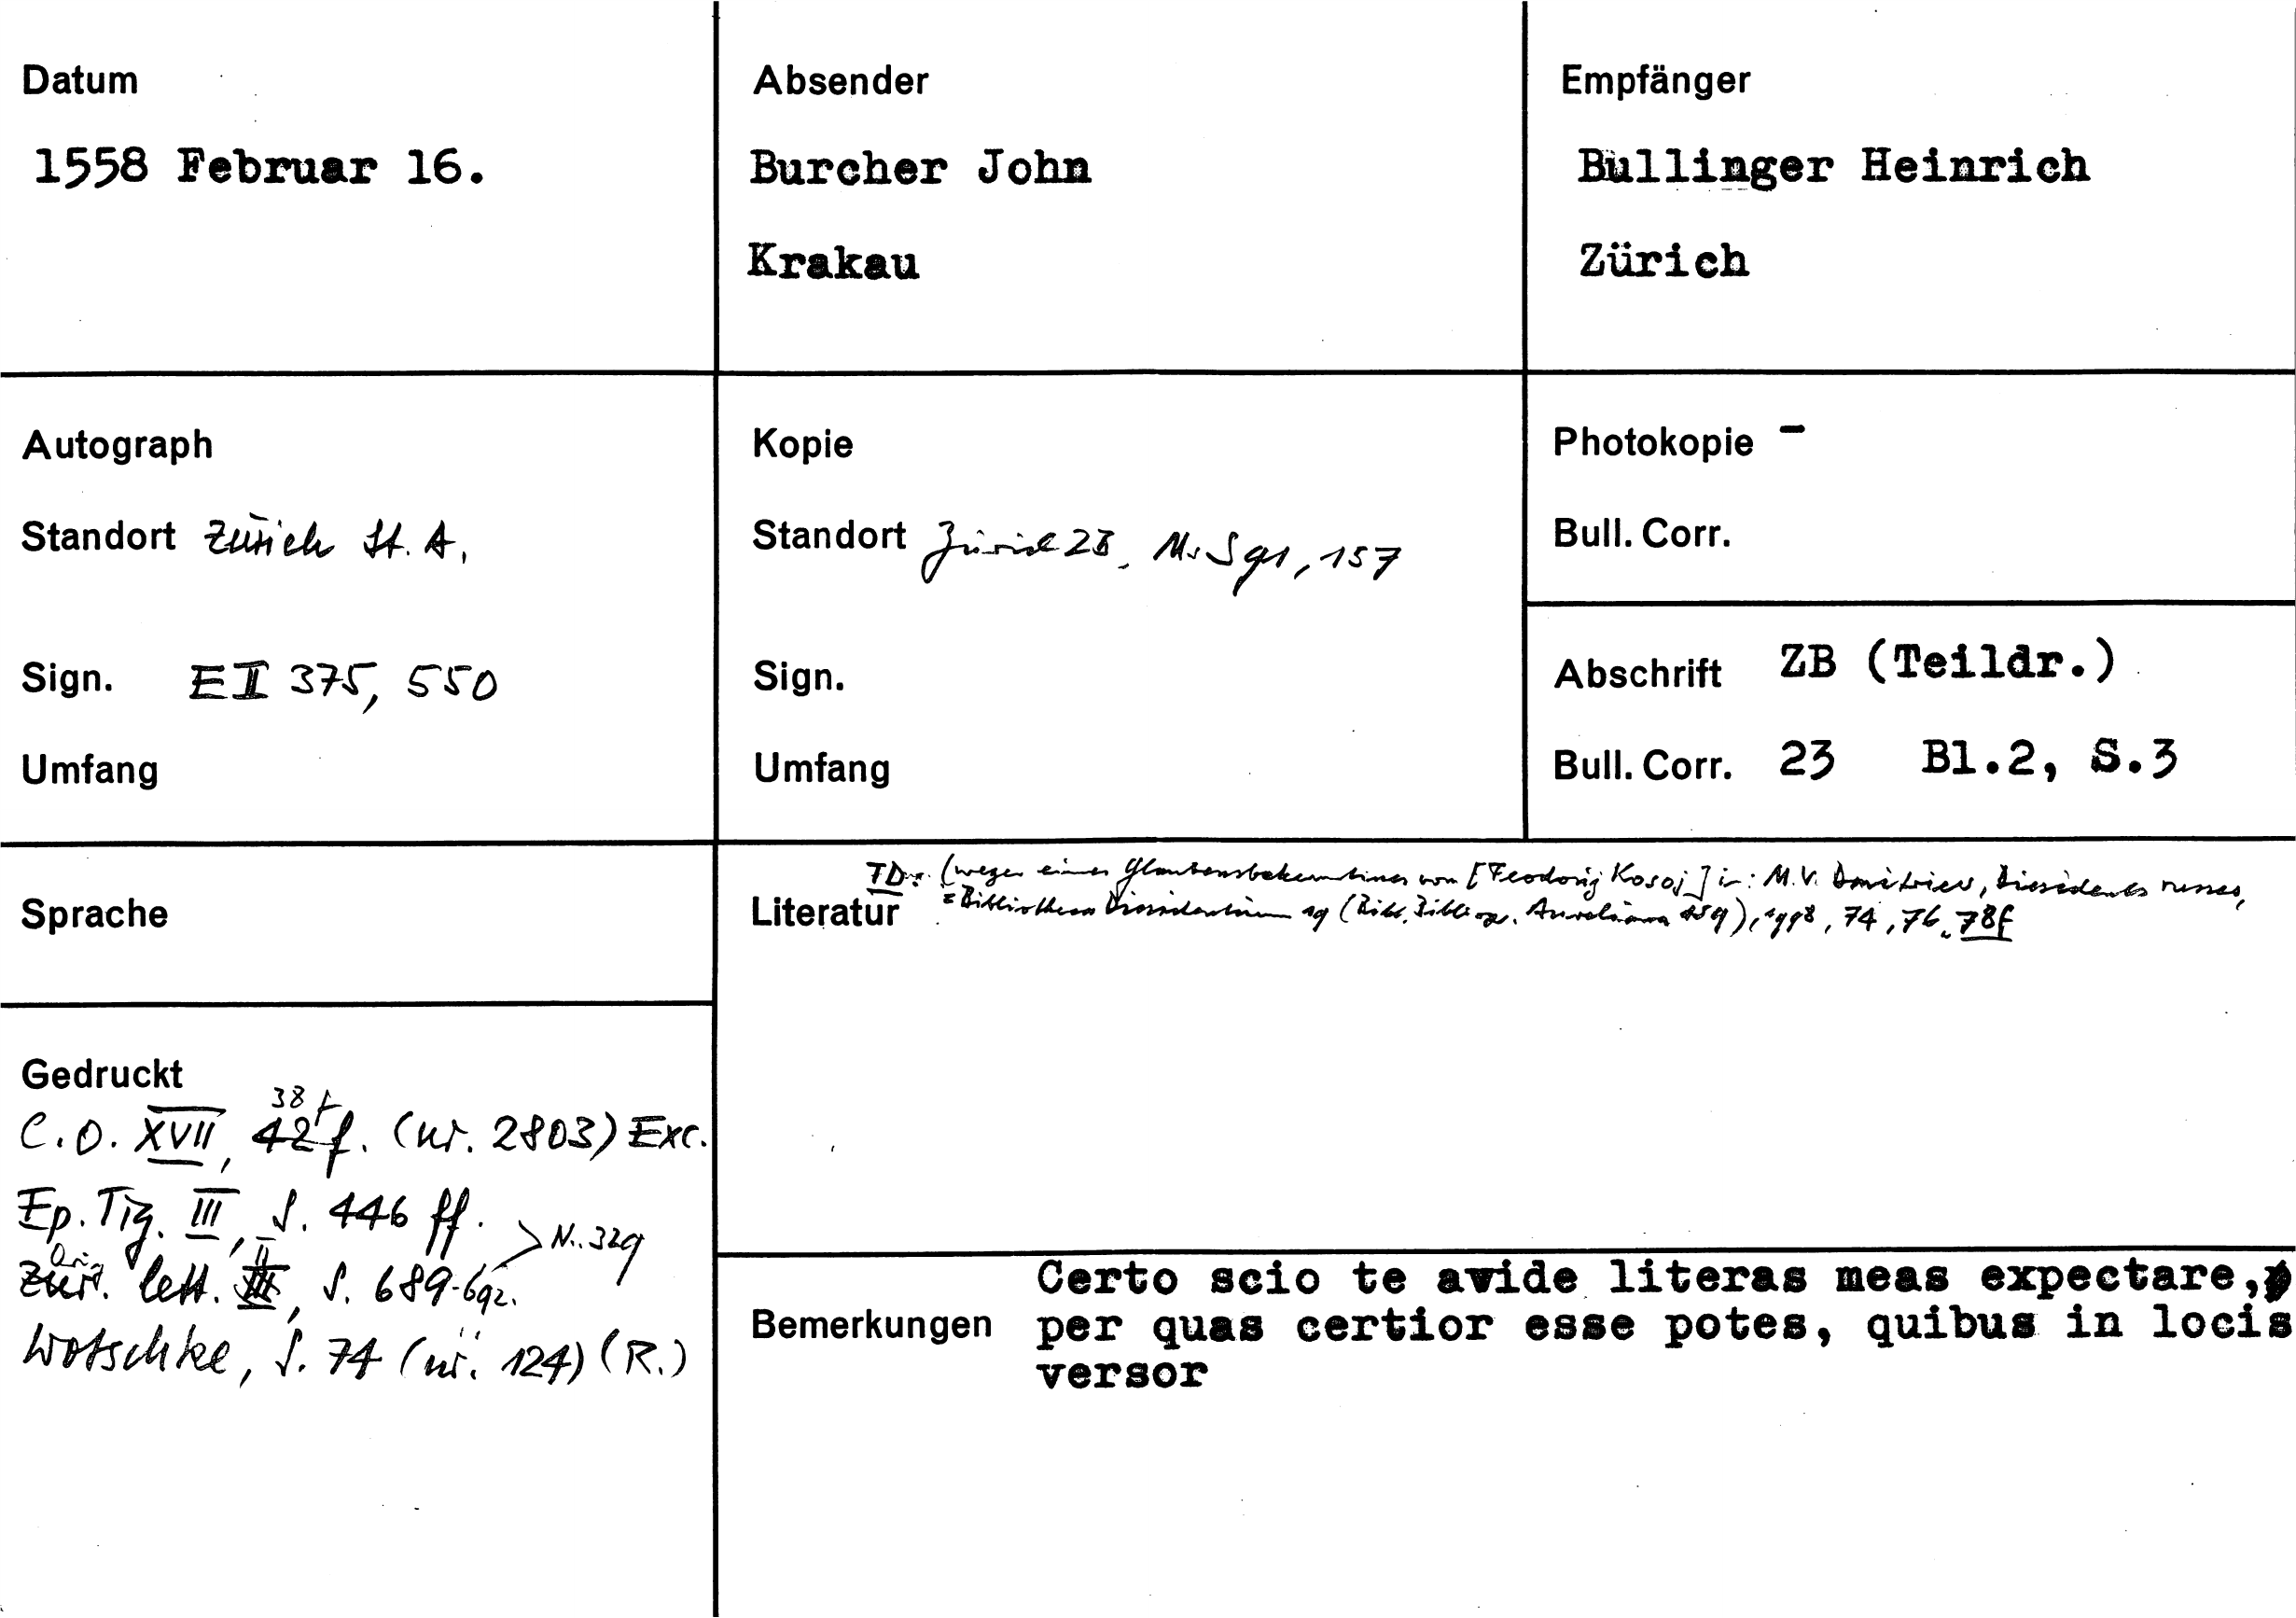 Datum
1558 Februar 16.
Absender
Burcher John
Krakau
Empfänger
Bullinger Heinrich
Zürich
Autograph
Standort Zürich St. A.
Sign. E II 375, 550
Umfang
Kopie
Standort Zürich ZB, Ms S 91, 157
Sign.
Umfang
Photokopie -
Bull. Corr.
Abschrift ZB (Teildr.)
Bull. Corr. 23 Bl.2, S.3
Sprache
Literatur
TD: (wegen eines Glaubensbekenntnisses von [Feodorij Kosoj] in: M.V. Dmitriev, Dissidents russes,
= Bibliotheca Dissidentium 19 (Bibl. Bibliogr. Aureliana 159), 1998, 74, 76, 78f
Gedruckt
38 f
C.O. XVII, 42 f. (nr. 2803) Exc.
Ep. Tig. III, S. 446 ff.
N. 329
Orig. II
Zür. lett. III, S. 689-692.
Wotschke, S. 74 (nr. 124) (R.)
Bemerkungen
Certo scio te avide literas meas expectare,
per quas certior esse potes, quibus in locis
versor